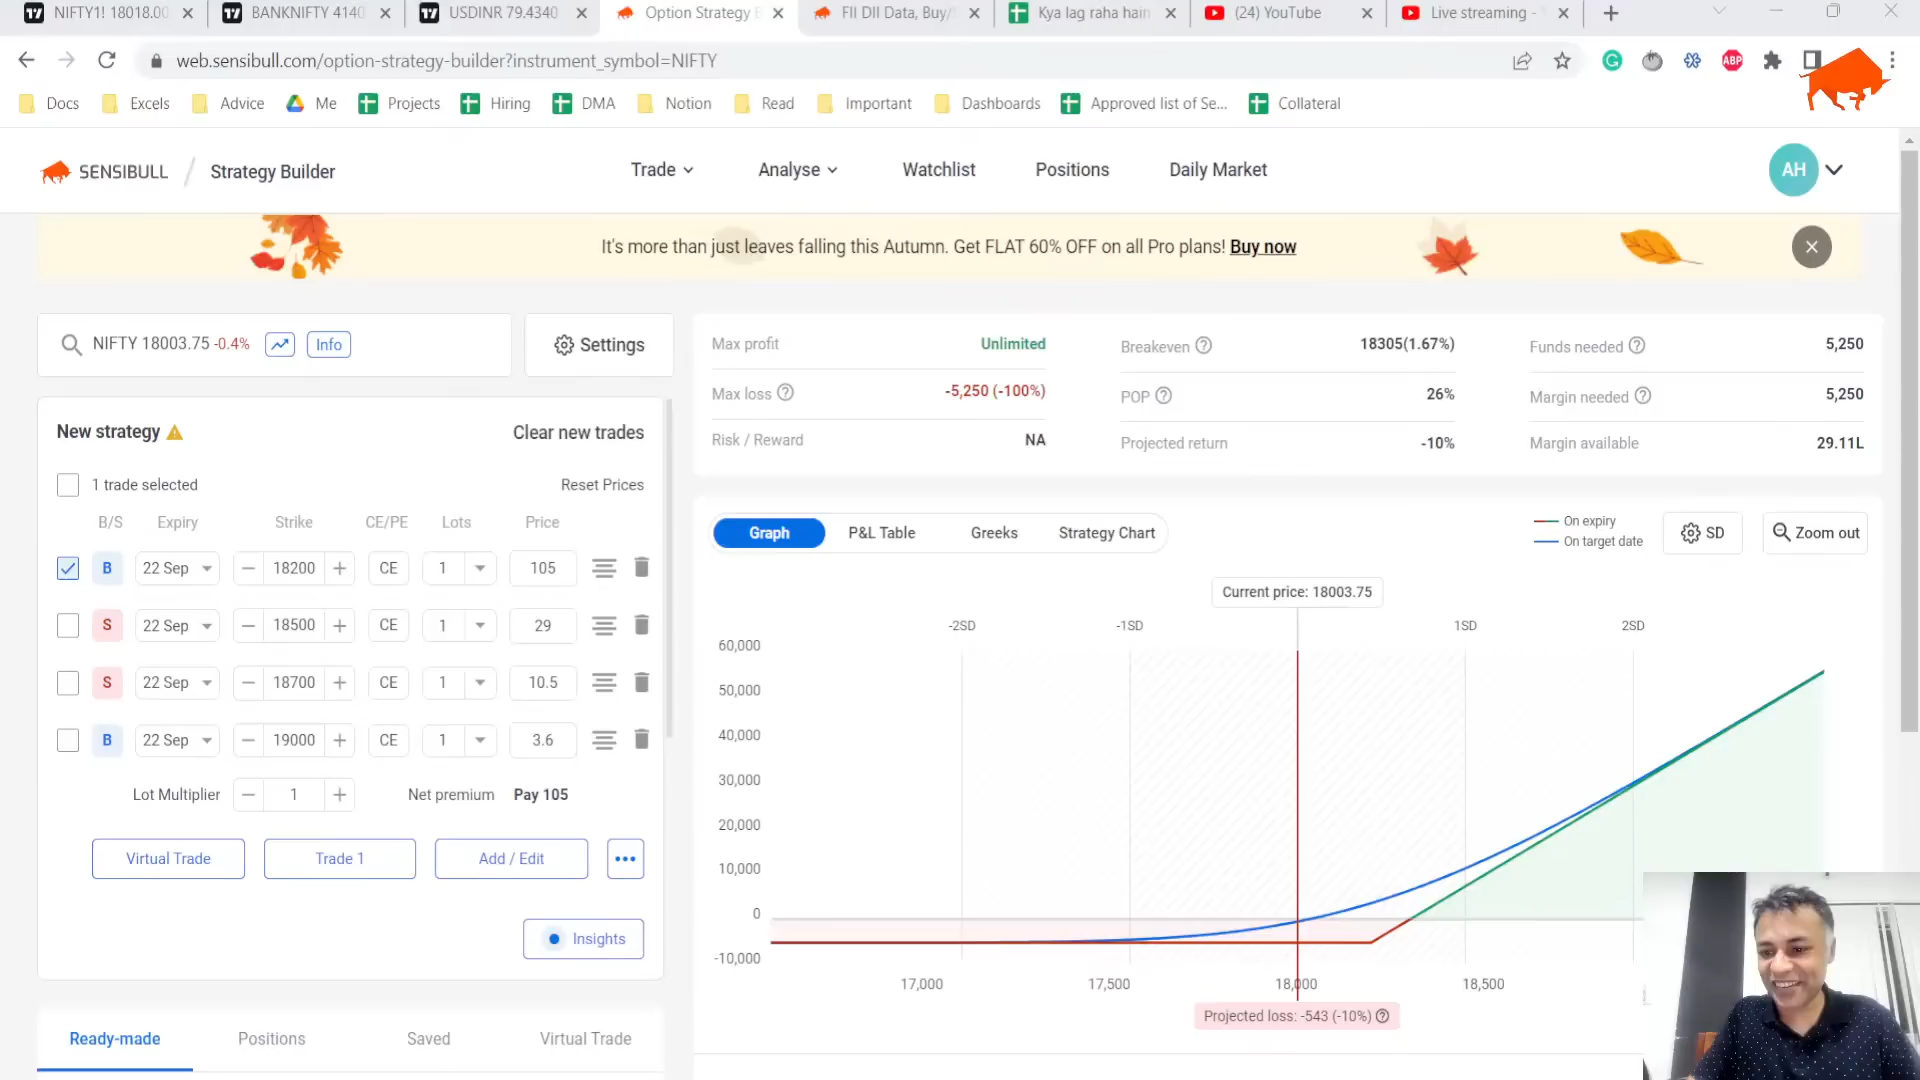 NIFTY1! 18018.00
BANKNIFTY 4140
USDINR 79.4340
Option Strategy B
FII DII Data, Buy/
Kya lag raha hain
(24) YouTube
Live streaming -
web.sensibull.com/option-strategy-builder?instrument_symbol=NIFTY
G
ABP
Docs
Excels
Advice
Me
Projects
Hiring
DMA
Notion
Read
Important
Dashboards
Approved list of Se...
Collateral
SENSIBULL / Strategy Builder
Trade
Analyse
Watchlist
Positions
Daily Market
AH
It's more than just leaves falling this Autumn. Get FLAT 60% OFF on all Pro plans! Buy now
NIFTY 18003.75 -0.4%
Info
Settings
Max profit
Unlimited
Max loss
-5,250 (-100%)
Risk / Reward
NA
Breakeven
18305(1.67%)
POP
26%
Projected return
-10%
Funds needed
5,250
Margin needed
5,250
Margin available
29.11L
New strategy
Clear new trades
1 trade selected
Reset Prices
B/S Expiry Strike CE/PE Lots Price
B 22 Sep 18200 CE 1 105
S 22 Sep 18500 CE 1 29
S 22 Sep 18700 CE 1 10.5
B 22 Sep 19000 CE 1 3.6
Lot Multiplier 1 Net premium Pay 105
Virtual Trade
Trade 1
Add / Edit
Insights
Ready-made
Positions
Saved
Virtual Trade
Graph
P&L Table
Greeks
Strategy Chart
On expiry
On target date
SD
Zoom out
Current price: 18003.75
-2SD
-1SD
1SD
2SD
60,000
50,000
40,000
30,000
20,000
10,000
0
-10,000
17,000
17,500
18,000
18,500
Projected loss: -543 (-10%)